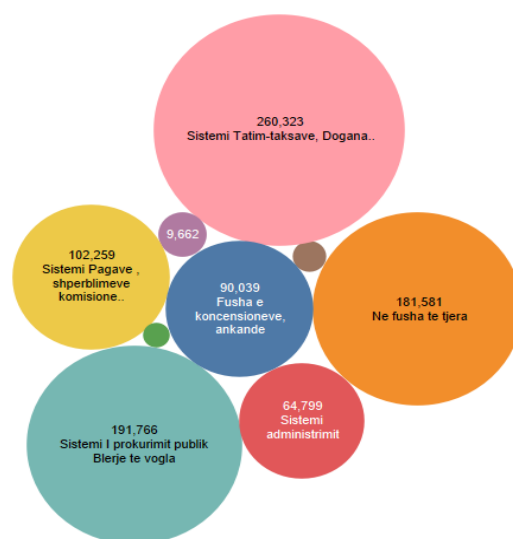 260,323
Sistemi Tatim-taksave, Dogana..
9,662
102,259
Sistemi Pagave ,
shperblimeve
komisione..
90,039
Fusha e
koncensioneve,
ankande
181,581
Ne fusha te tjera
64,799
Sistemi
administrimit
191,766
Sistemi I prokurimit publik
Blerje te vogla